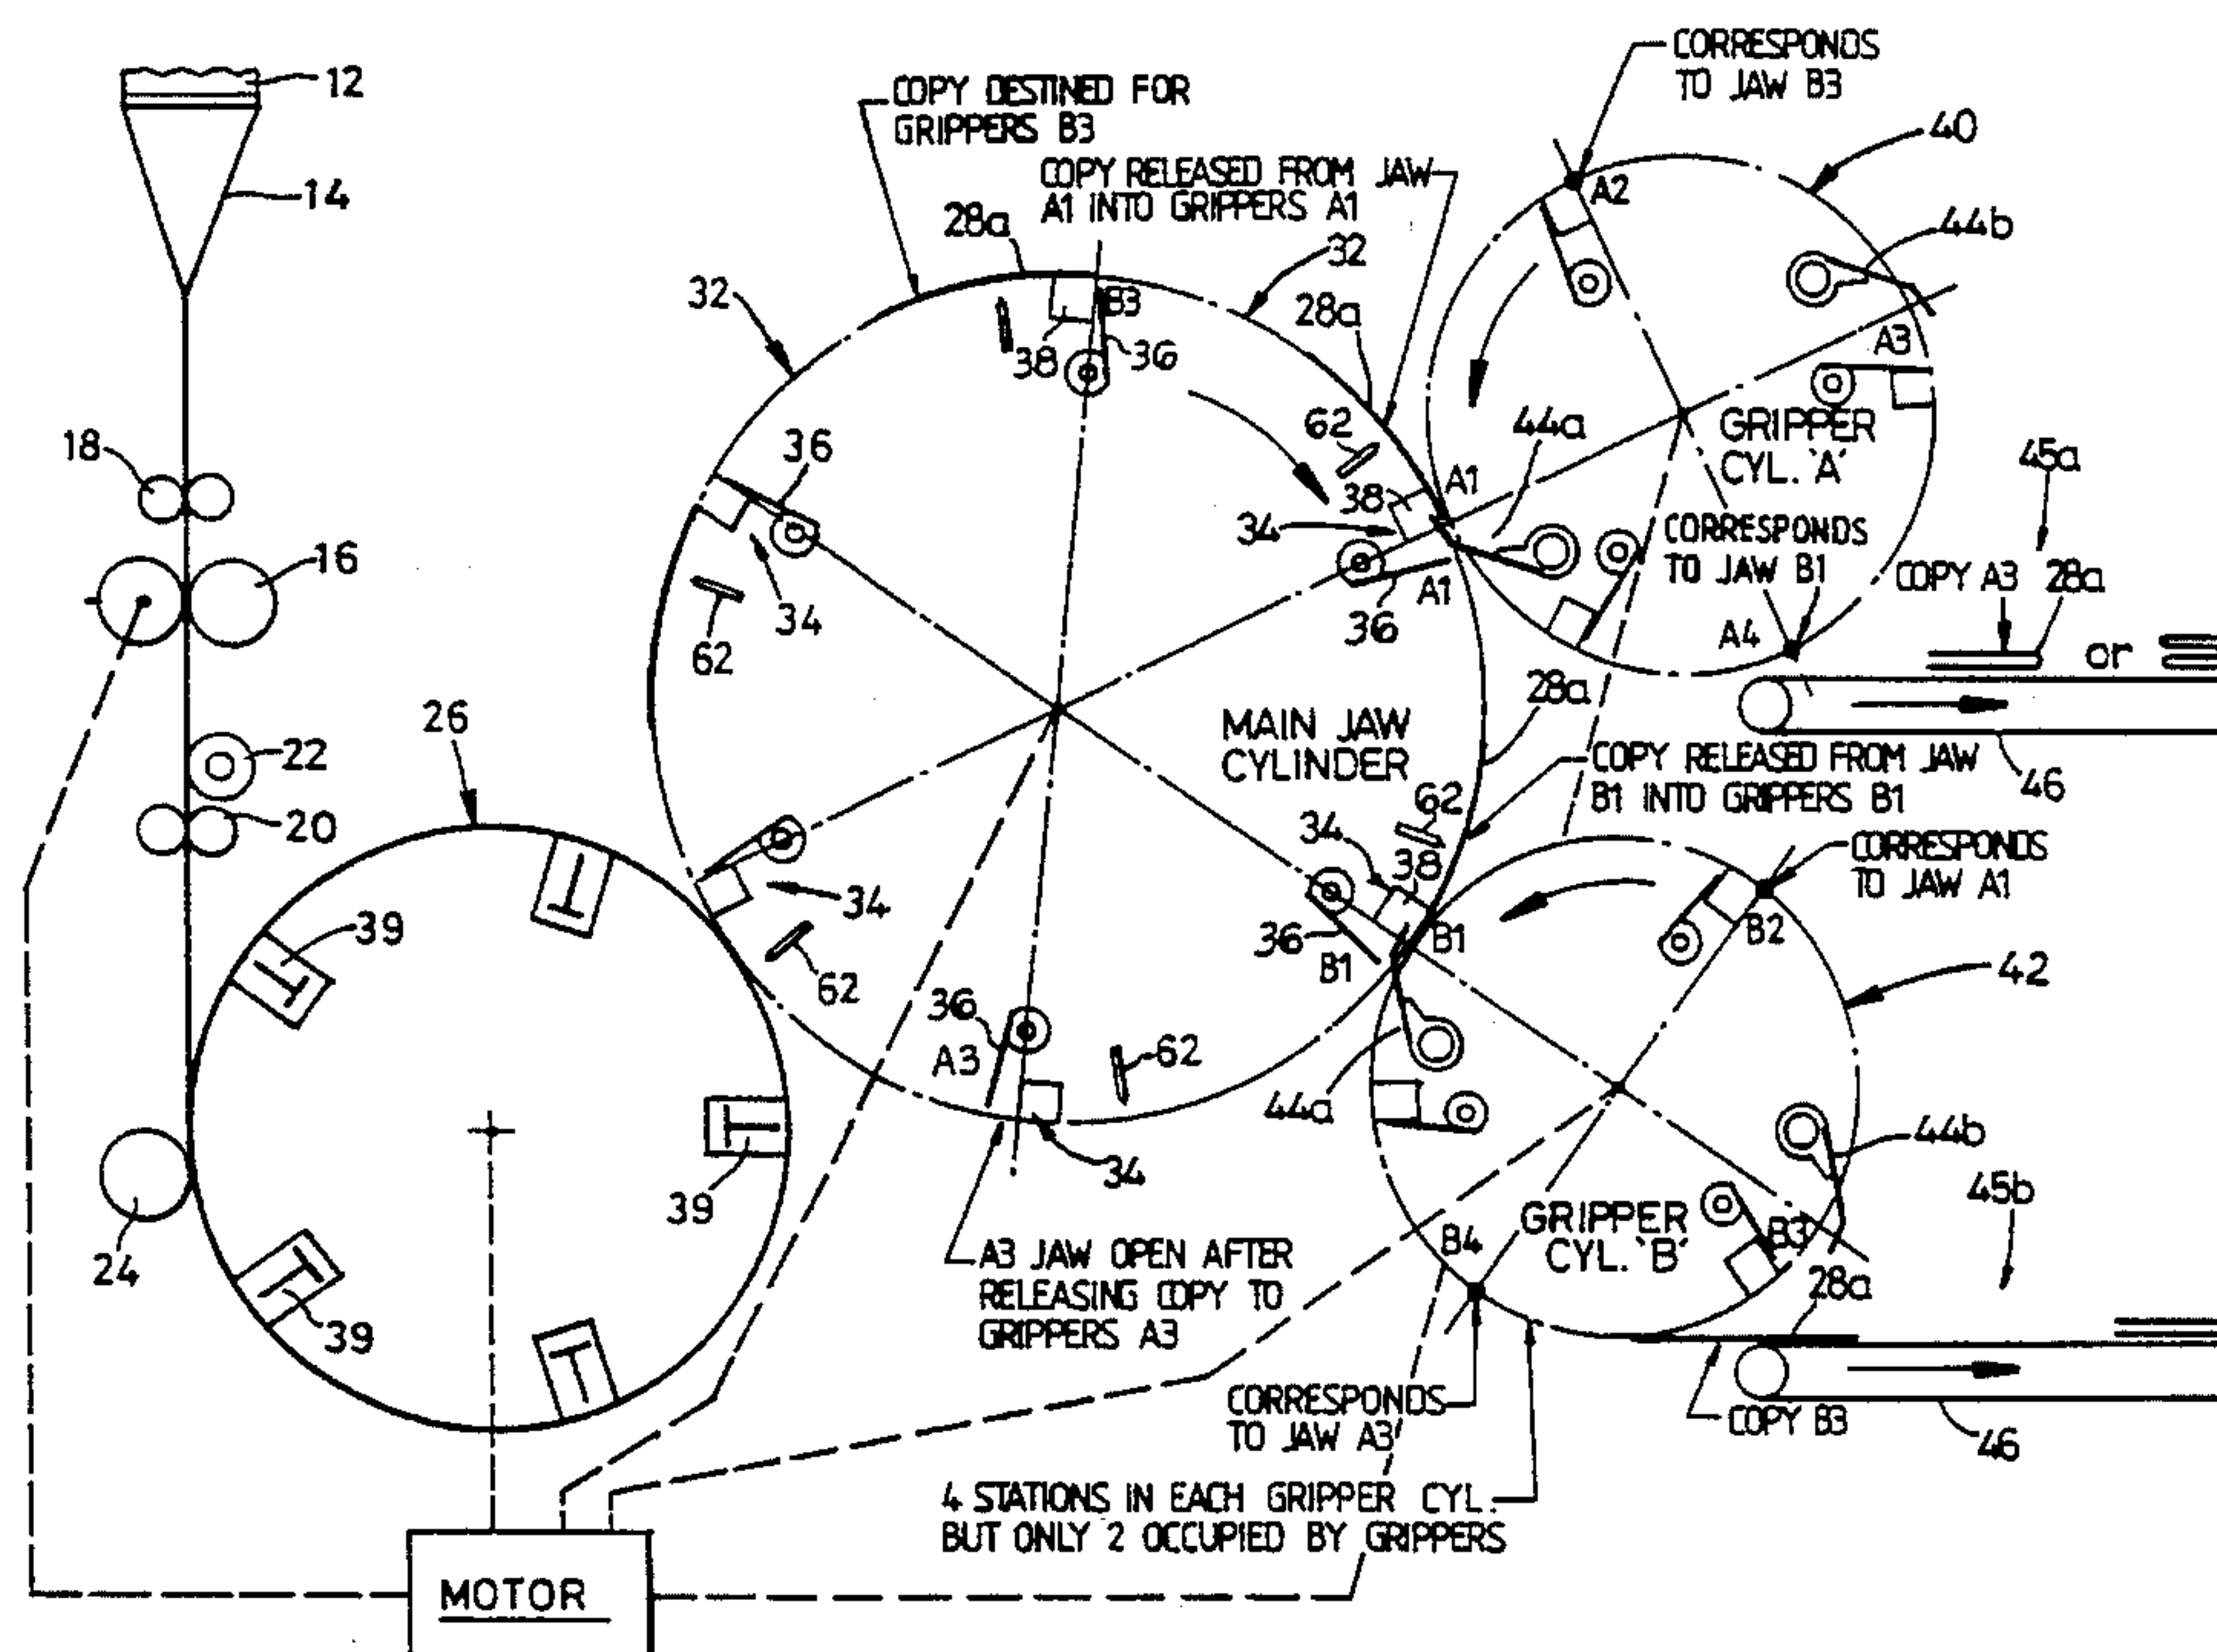 12
14
18
16
22
20
26
24
39
39
39
MOTOR
COPY DESTINED FOR
GRIPPERS B3
COPY RELEASED FROM JAW
A1 INTO GRIPPERS A1
28a
32
32
28a
B3
38
36
36
34
62
62
38
A1
44a
34
36
A1
MAIN JAW
CYLINDER
28a
34
62
36
A3
62
34
62
34
38
36
B1
B1
COPY RELEASED FROM JAW
B1 INTO GRIPPERS B1
A3 JAW OPEN AFTER
RELEASING COPY TO
GRIPPERS A3
CORRESPONDS
TO JAW B3
40
A2
44b
A3
GRIPPER
CYL. 'A'
CORRESPONDS
TO JAW B1
A4
45a
COPY A3
28a
or
46
CORRESPONDS
TO JAW A1
B2
42
44a
44b
45b
B4
GRIPPER
CYL. 'B'
B3
28a
COPY B3
46
CORRESPONDS
TO JAW A3
4 STATIONS IN EACH GRIPPER CYL.
BUT ONLY 2 OCCUPIED BY GRIPPERS